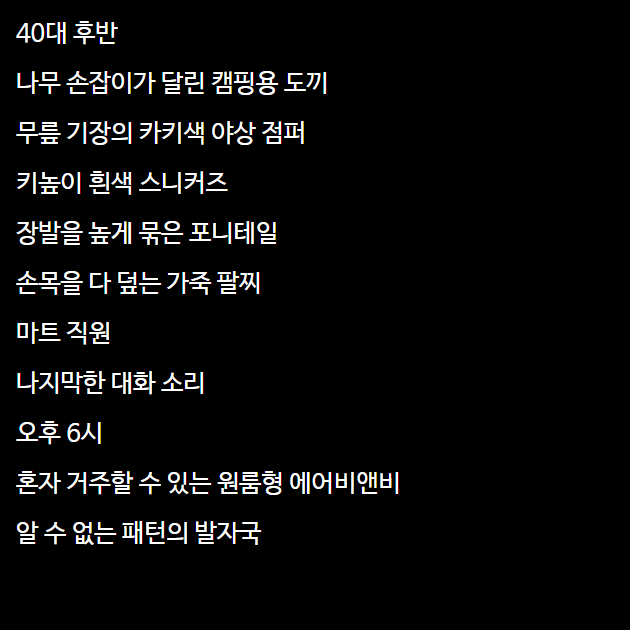 40대 후반
나무 손잡이가 달린 캠핑용 도끼
무릎 기장의 카키색 야상 점퍼
키높이 흰색 스니커즈
장발을 높게 묶은 포니테일
손목을 다 덮는 가죽 팔찌
마트 직원
나지막한 대화 소리
오후 6시
혼자 거주할 수 있는 원룸형 에어비앤비
알 수 없는 패턴의 발자국